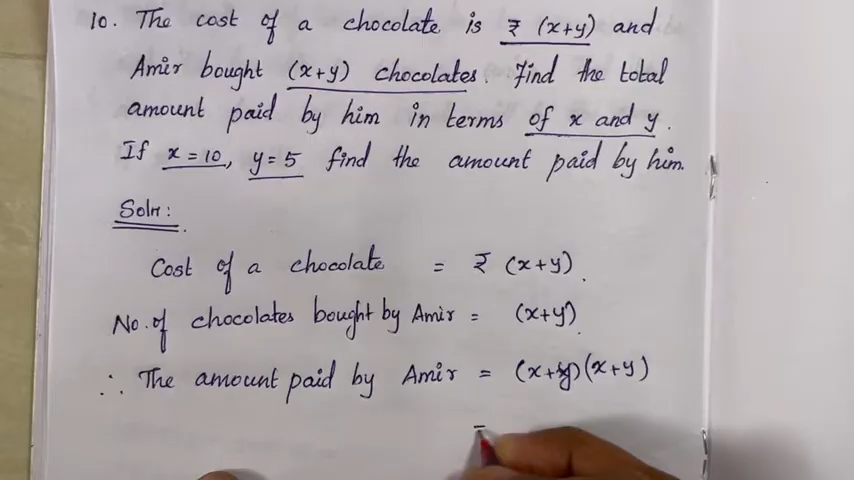 10. The cost of a chocolate is ₹ (x+y) and
Amir bought (x+y) chocolates. Find the total
amount paid by him in terms of x and y.
If x=10, y=5 find the amount paid by him.
Soln:
Cost of a chocolate = ₹ (x+y).
No. of chocolates bought by Amir = (x+y).
∴ The amount paid by Amir = (x+y)(x+y)